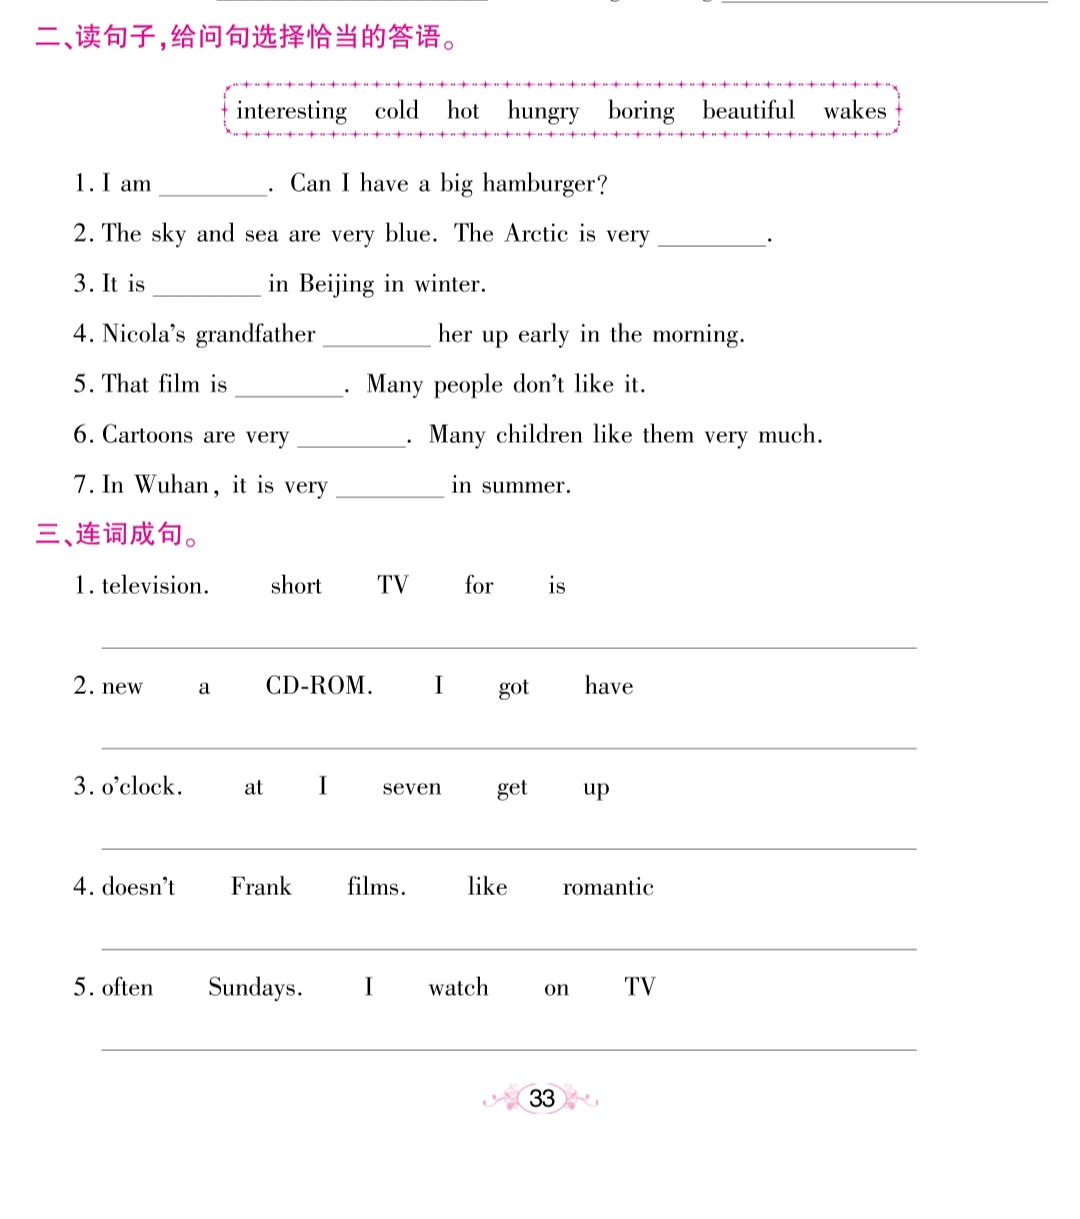 二、读句子,给问句选择恰当的答语。
interesting cold hot hungry boring beautiful wakes
1. I am ________. Can I have a big hamburger?
2. The sky and sea are very blue. The Arctic is very ________.
3. It is ________ in Beijing in winter.
4. Nicola's grandfather ________ her up early in the morning.
5. That film is ________. Many people don't like it.
6. Cartoons are very ________. Many children like them very much.
7. In Wuhan, it is very ________ in summer.
三、连词成句。
1. television. short TV for is
2. new a CD-ROM. I got have
3. o'clock. at I seven get up
4. doesn't Frank films. like romantic
5. often Sundays. I watch on TV
33